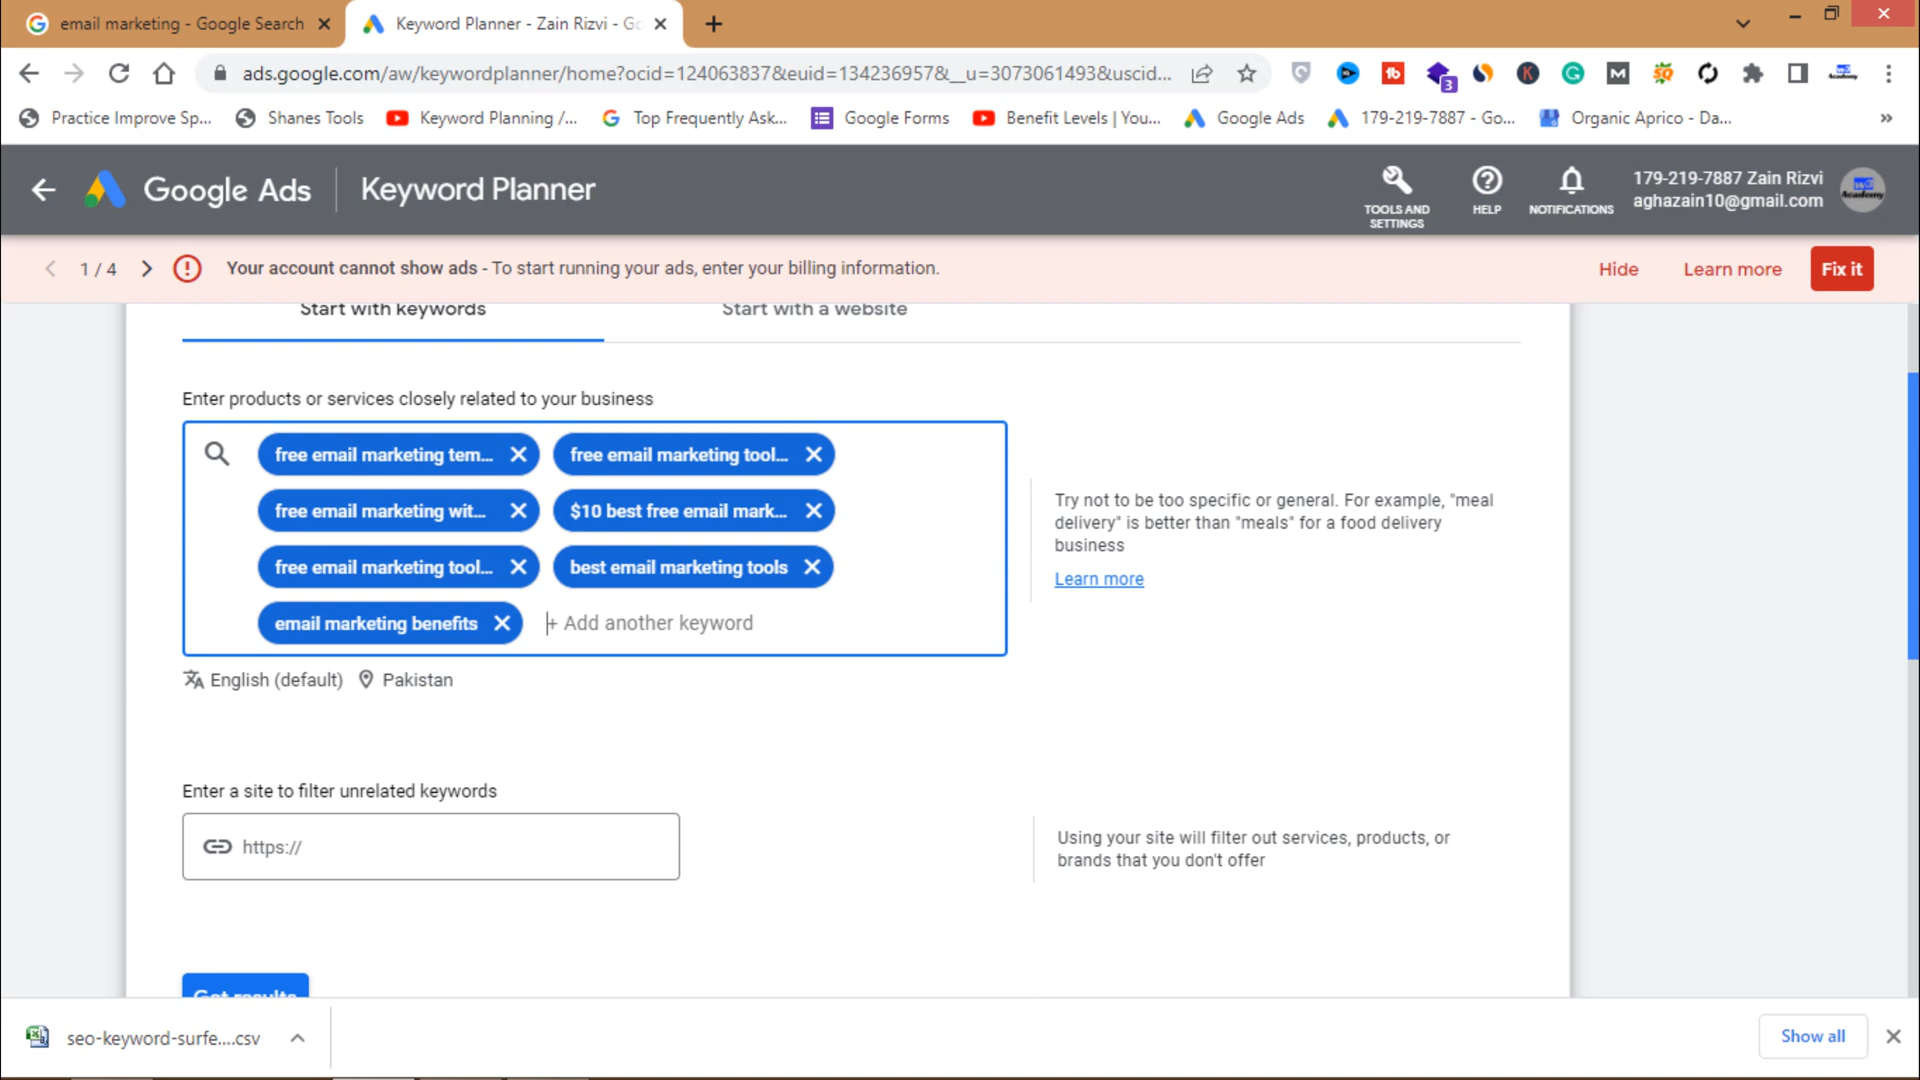 email marketing - Google Search
Keyword Planner - Zain Rizvi - Go
ads.google.com/aw/keywordplanner/home?ocid=124063837&euid=134236957&__u=3073061493&uscid...
Practice Improve Sp...
Shanes Tools
Keyword Planning /...
Top Frequently Ask...
Google Forms
Benefit Levels | You...
Google Ads
179-219-7887 - Go...
Organic Aprico - Da...
Google Ads
Keyword Planner
TOOLS AND SETTINGS
HELP
NOTIFICATIONS
179-219-7887 Zain Rizvi
aghazain10@gmail.com
1 / 4
Your account cannot show ads - To start running your ads, enter your billing information.
Hide
Learn more
Fix it
Start with keywords
Start with a website
Enter products or services closely related to your business
free email marketing tem...
free email marketing tool...
free email marketing wit...
$10 best free email mark...
free email marketing tool...
best email marketing tools
email marketing benefits
+ Add another keyword
Try not to be too specific or general. For example, "meal
delivery" is better than "meals" for a food delivery
business
Learn more
English (default)
Pakistan
Enter a site to filter unrelated keywords
https://
Using your site will filter out services, products, or
brands that you don't offer
Get results
seo-keyword-surfe....csv
Show all